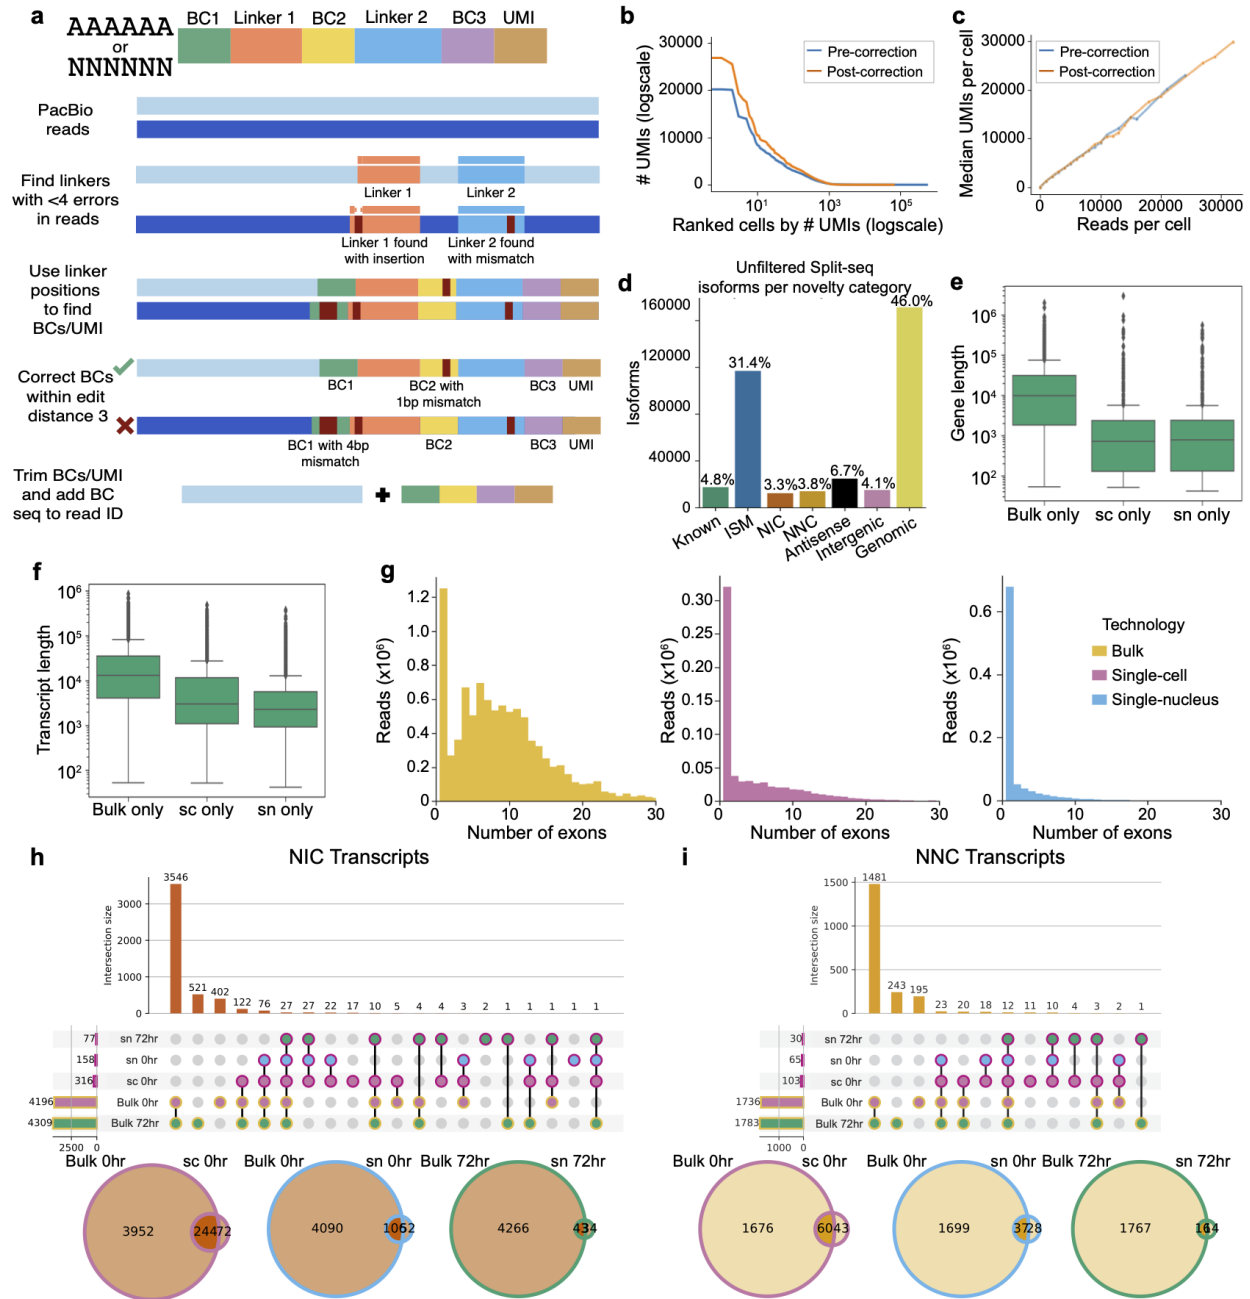 a
AAAAAA
or
NNNNNN
BC1 Linker 1 BC2 Linker 2 BC3 UMI
PacBio
reads
Find linkers
with <4 errors
in reads
Linker 1 Linker 2
Linker 1 found
with insertion
Linker 2 found
with mismatch
Use linker
positions
to find
BCs/UMI
Correct BCs
within edit
distance 3
BC1
BC2 with
1bp mismatch
BC3 UMI
BC1 with 4bp
mismatch
BC2
BC3 UMI
Trim BCs/UMI
and add BC
seq to read ID
b
# UMIs (logscale)
30000
20000
10000
0
Pre-correction
Post-correction
10¹ 10³ 10⁵
Ranked cells by # UMIs (logscale)
c
Median UMIs per cell
30000
20000
10000
0
Pre-correction
Post-correction
0 10000 20000 30000
Reads per cell
d
Unfiltered Split-seq
isoforms per novelty category
Isoforms
160000
120000
80000
40000
0
4.8%
31.4%
3.3%
3.8%
6.7%
4.1%
46.0%
Known
ISM
NIC
NNC
Antisense
Intergenic
Genomic
e
Gene length
10⁶
10⁵
10⁴
10³
10²
Bulk only sc only sn only
f
Transcript length
10⁶
10⁵
10⁴
10³
10²
Bulk only sc only sn only
g
Reads (x10⁶)
1.2
1.0
0.8
0.6
0.4
0.2
0
0 10 20 30
Number of exons
Reads (x10⁶)
0.30
0.25
0.20
0.15
0.10
0.05
0
0 10 20 30
Number of exons
Reads (x10⁶)
0.6
0.4
0.2
0
0 10 20 30
Number of exons
Technology
Bulk
Single-cell
Single-nucleus
h
NIC Transcripts
Intersection size
3000
2000
1000
0
3546 521 402 122 76 27 27 22 17 10 5 4 4 3 2 1 1 1 1 1
77 sn 72hr
158 sn 0hr
316 sc 0hr
4196 Bulk 0hr
4309 Bulk 72hr
2500 0
Bulk 0hr sc 0hr
3952 244 72
Bulk 0hr sn 0hr
4090 106 52
Bulk 72hr sn 72hr
4266 43 34
i
NNC Transcripts
Intersection size
1500
1000
500
0
1481 243 195 23 20 18 12 11 10 4 3 2 1
30 sn 72hr
65 sn 0hr
103 sc 0hr
1736 Bulk 0hr
1783 Bulk 72hr
1000 0
Bulk 0hr sc 0hr
1676 60 43
Bulk 0hr sn 0hr
1699 37 28
Bulk 72hr sn 72hr
1767 16 14